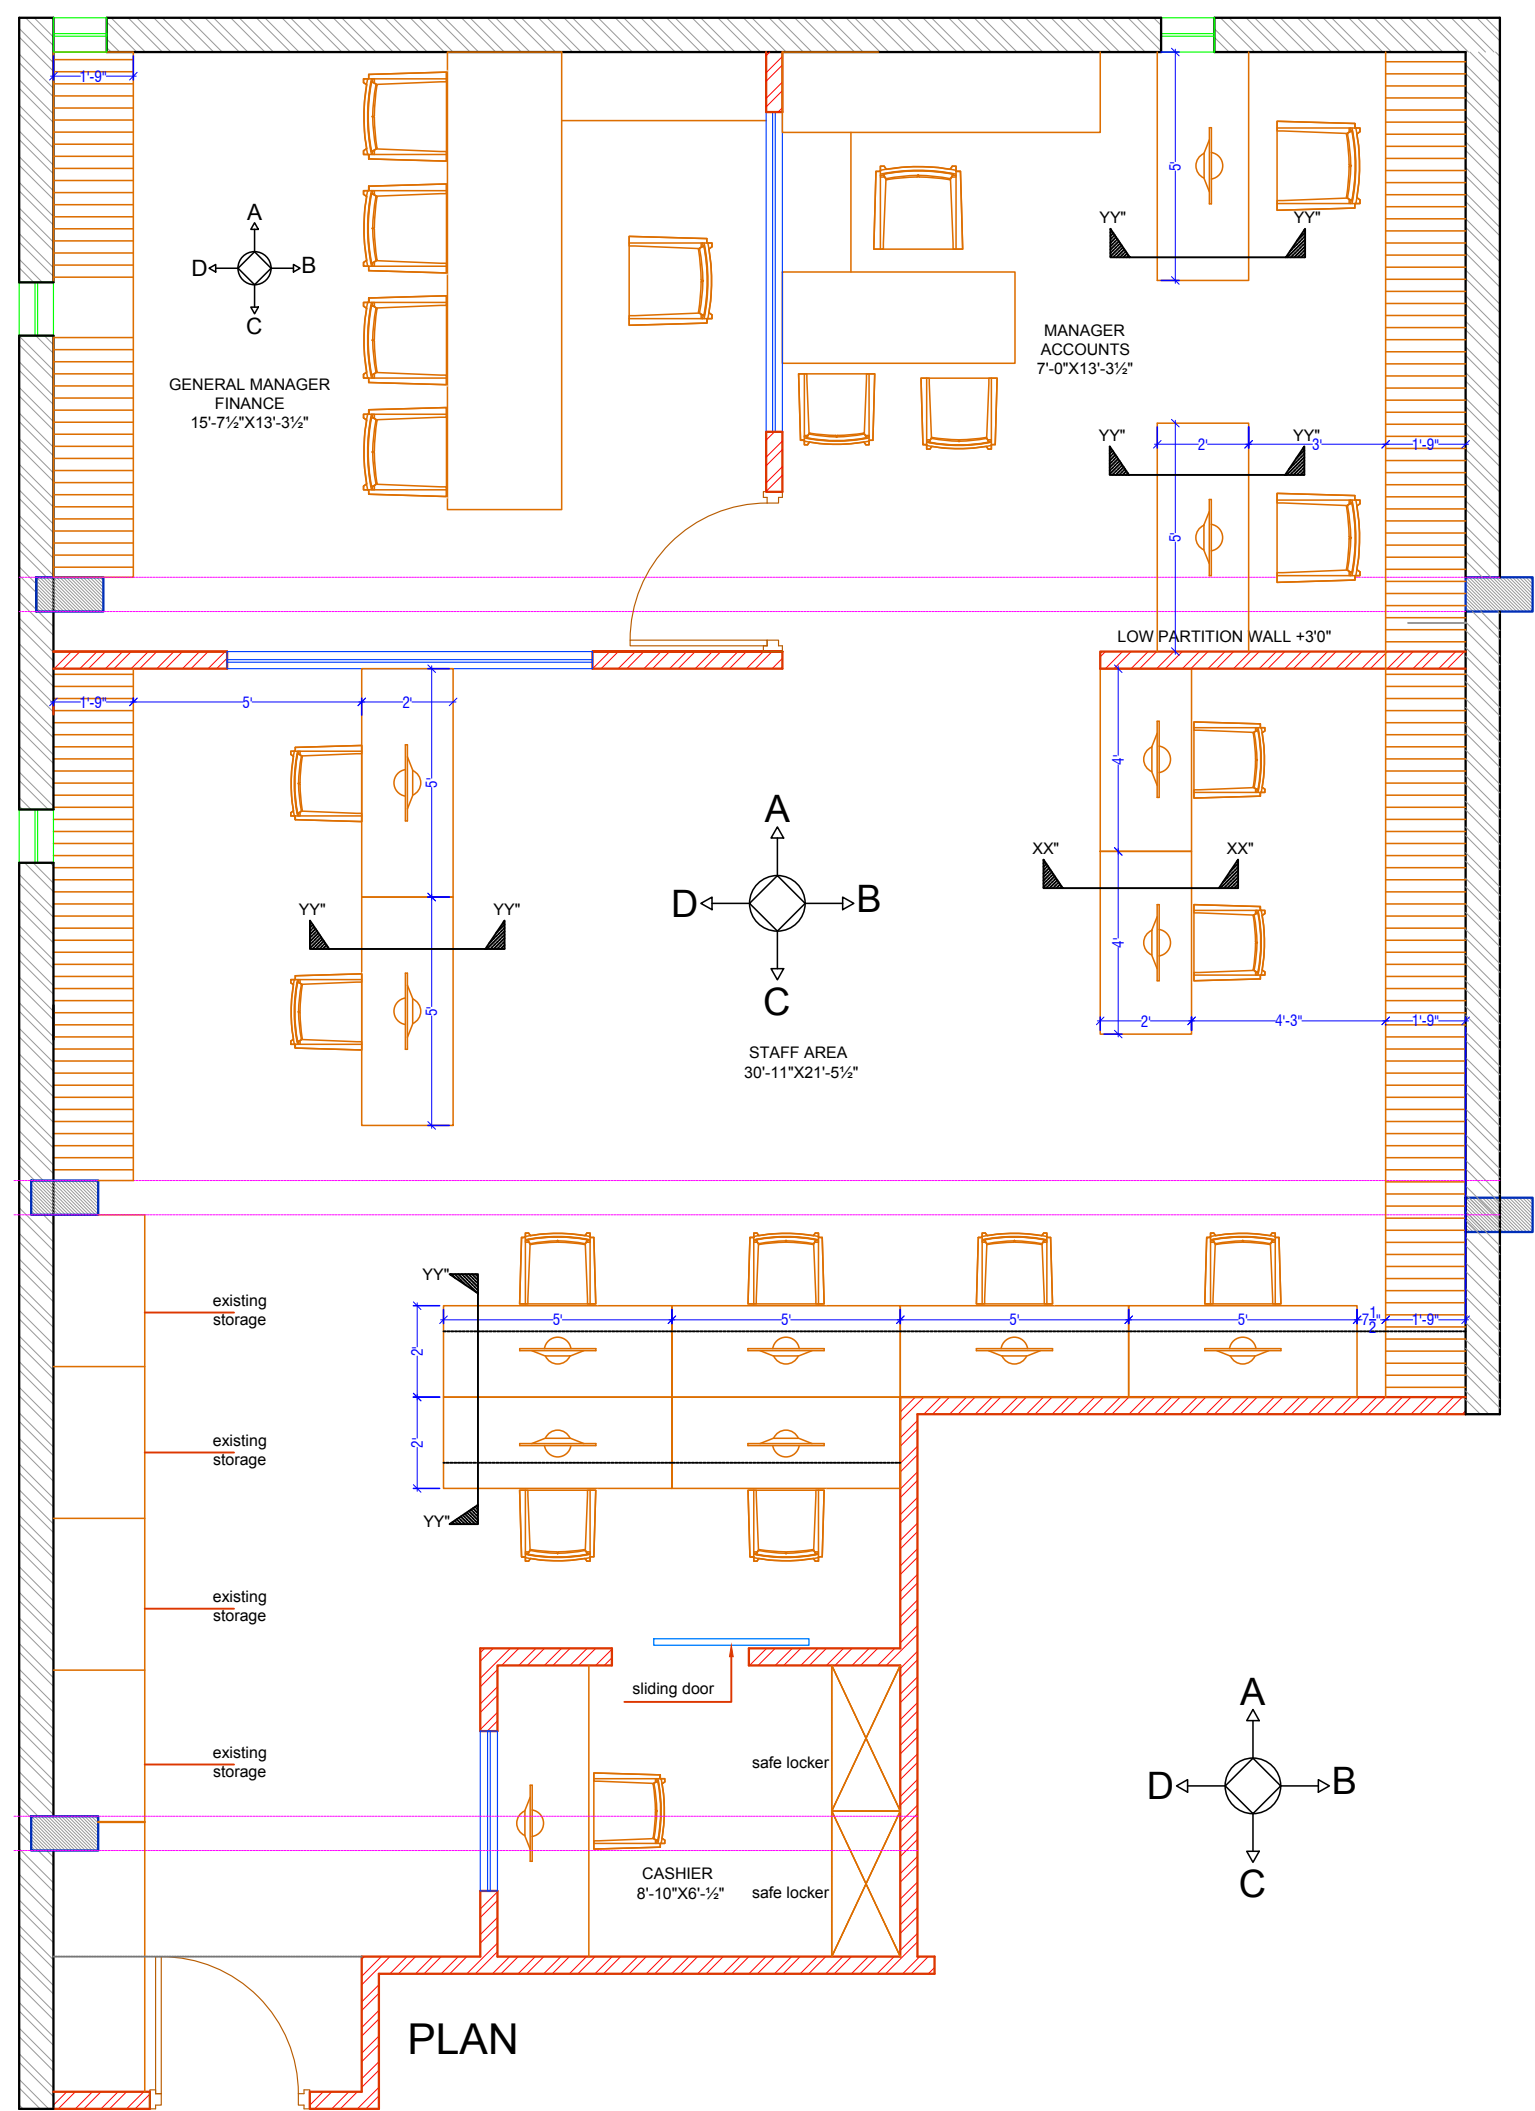 1'-9"
5'
A
D
B
C
YY"
YY"
MANAGER
ACCOUNTS
7'-0"X13'-3½"
GENERAL MANAGER
FINANCE
15'-7½"X13'-3½"
YY"
YY"
2'
3'
1'-9"
5'
LOW PARTITION WALL +3'0"
1'-9"
5'
2'
5'
4'
A
D
B
C
XX"
XX"
YY"
YY"
4'
5'
2'
4'-3"
1'-9"
STAFF AREA
30'-11"X21'-5½"
YY"
existing
storage
5'
5'
5'
5'
7½"
1'-9"
2'
2'
existing
storage
YY"
existing
storage
sliding door
A
D
B
C
existing
storage
safe locker
CASHIER
8'-10"X6'-½"
safe locker
PLAN